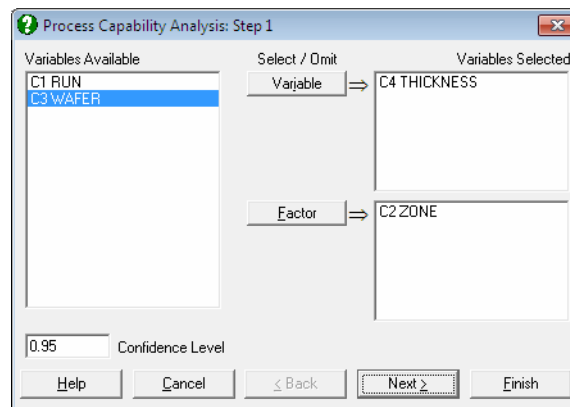 Process Capability Analysis: Step 1
Variables Available
Select / Omit
Variables Selected
C1 RUN
C3 WAFER
Variable
C4 THICKNESS
Factor
C2 ZONE
0.95
Confidence Level
Help
Cancel
< Back
Next >
Finish